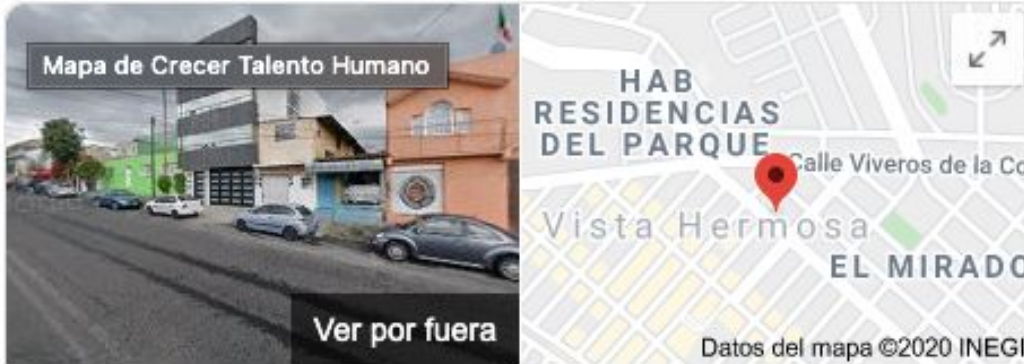 Mapa de Crecer Talento Humano
Ver por fuera
HAB
RESIDENCIAS
DEL PARQUE
Calle Viveros de la Co
Vista Hermosa
EL MIRADO
Datos del mapa ©2020 INEGI